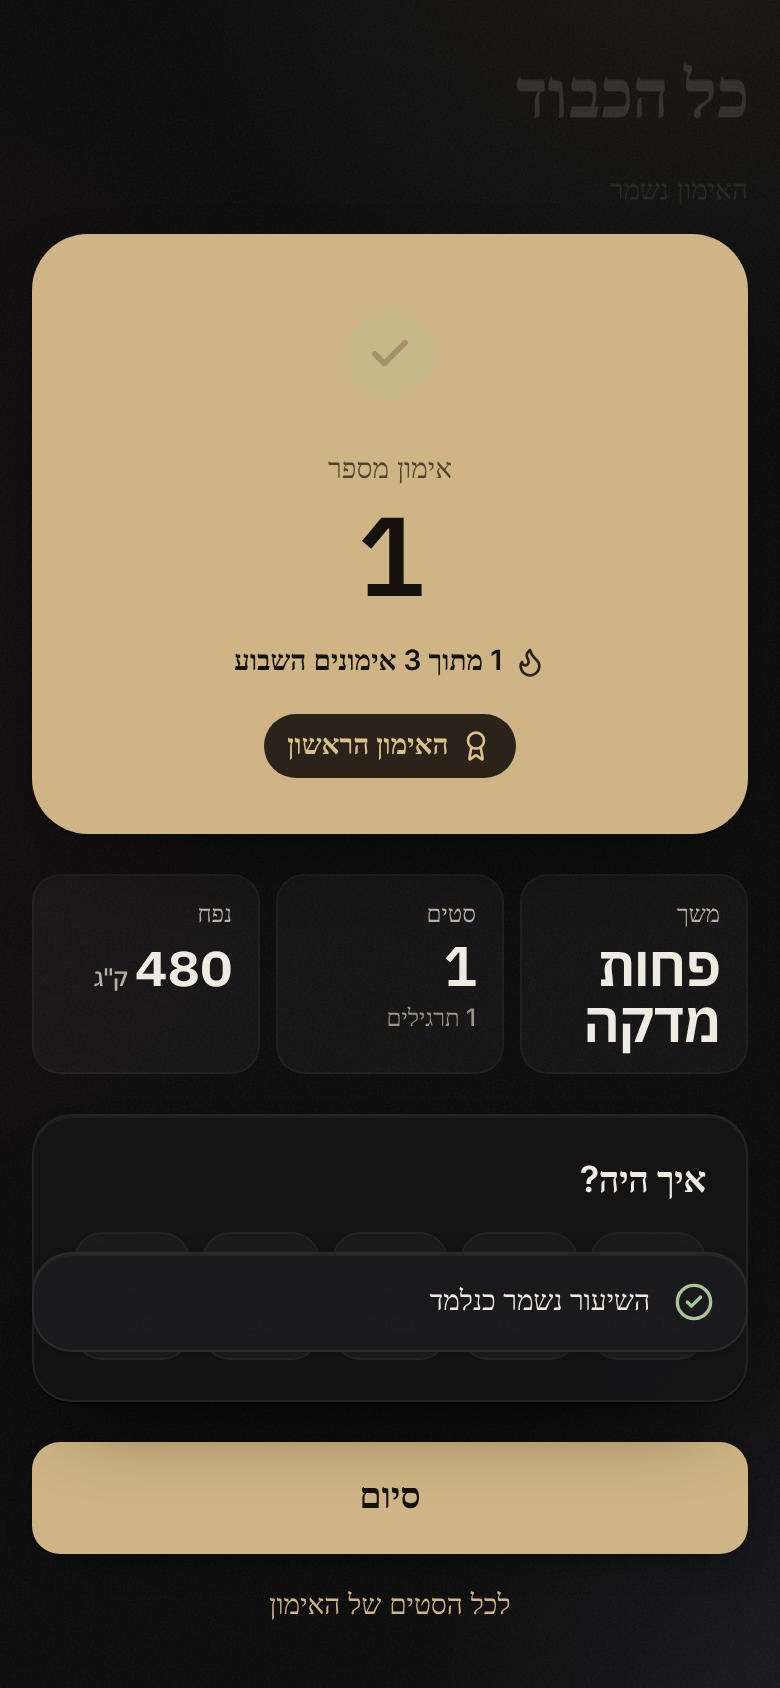 כל הכבוד
האימון נשמר
אימון מספר
1
1 מתוך 3 אימונים השבוע
האימון הראשון
משך
פחות
מדקה
סטים
1
1 תרגילים
נפח
480 ק"ג
איך היה?
השיעור נשמר כנלמד
סיום
לכל הסטים של האימון